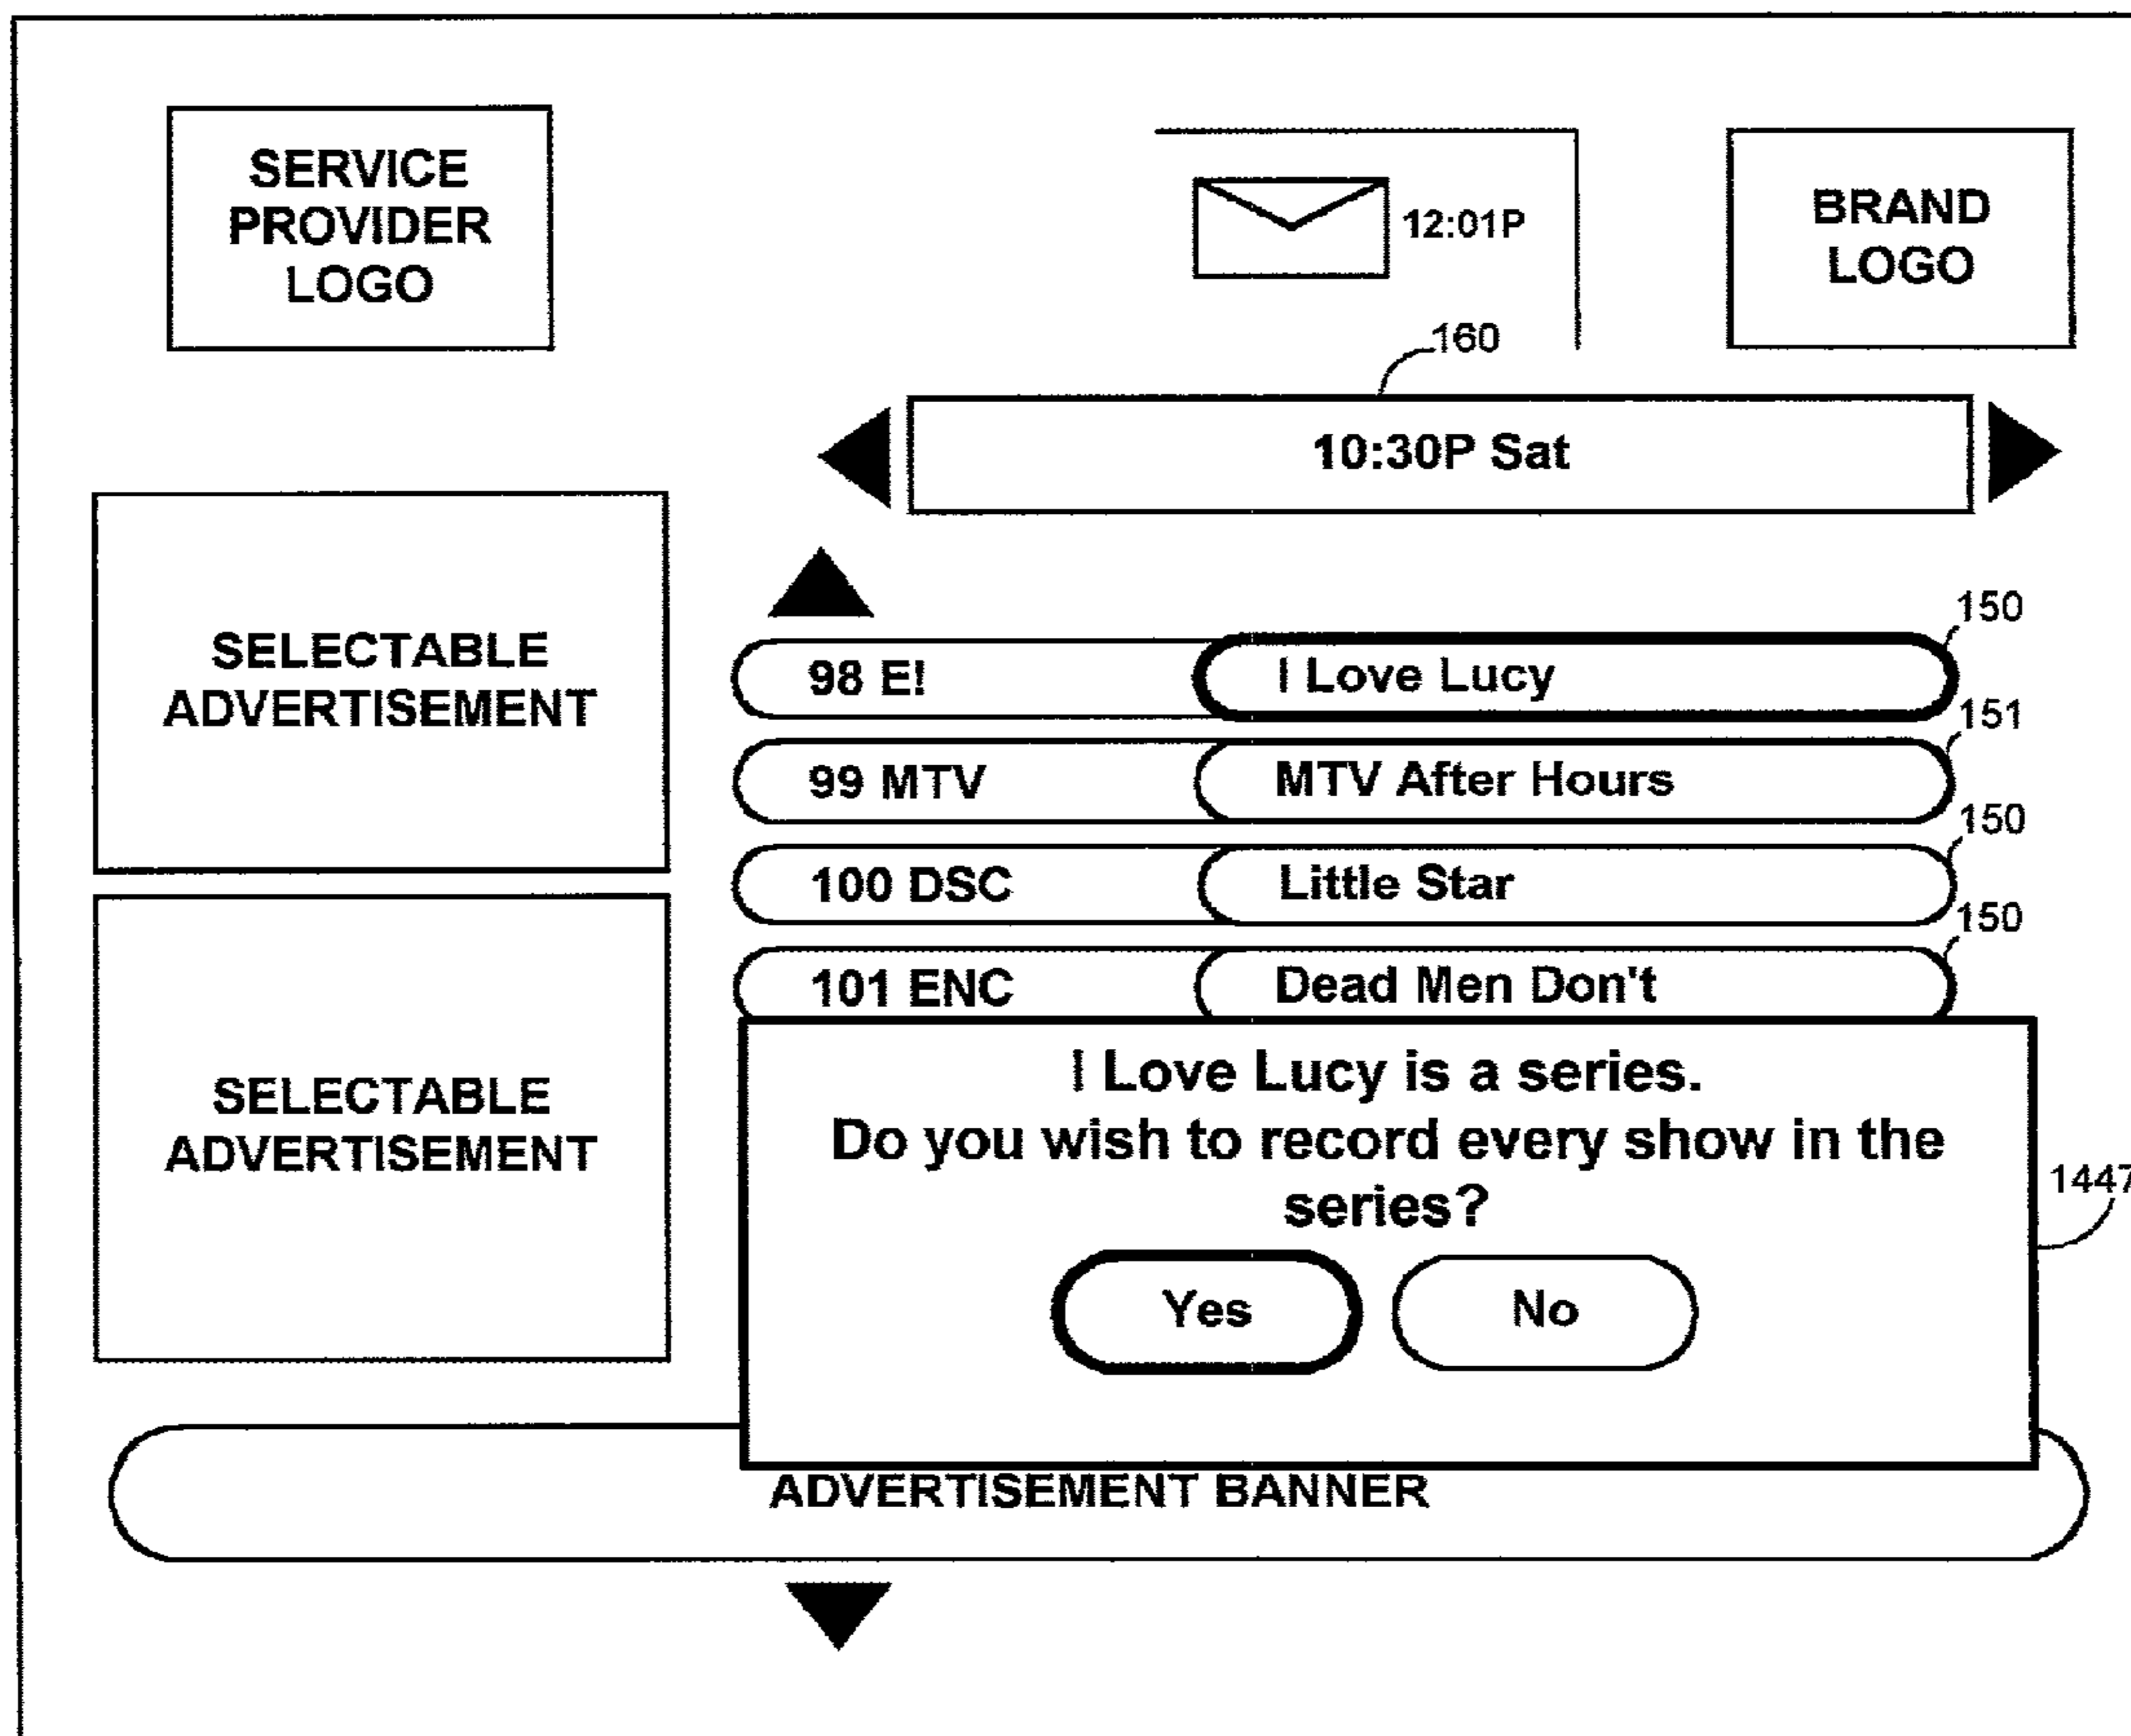 SERVICE
PROVIDER
LOGO
12:01P
BRAND
LOGO
160
10:30P Sat
SELECTABLE
ADVERTISEMENT
150
98 E! I Love Lucy
151
99 MTV MTV After Hours
150
100 DSC Little Star
150
101 ENC Dead Men Don't
SELECTABLE
ADVERTISEMENT
I Love Lucy is a series.
Do you wish to record every show in the
series?
1447
Yes No
ADVERTISEMENT BANNER